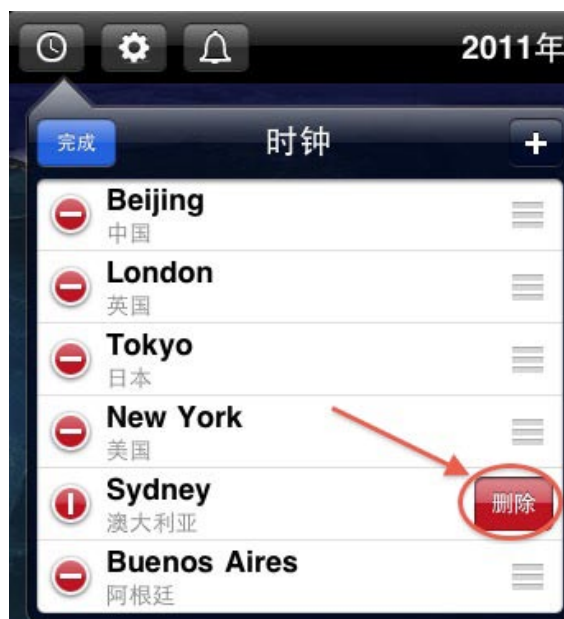 2011年
完成
时钟
Beijing
中国
London
英国
Tokyo
日本
New York
美国
Sydney
澳大利亚
删除
Buenos Aires
阿根廷